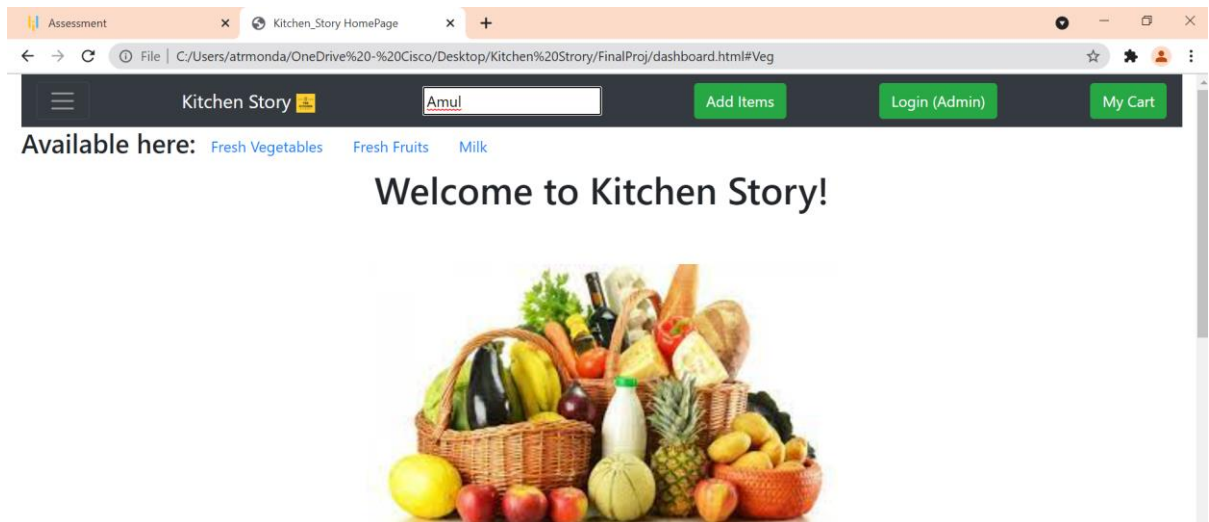 Assessment
Kitchen_Story HomePage
File | C:/Users/atrmonda/OneDrive%20-%20Cisco/Desktop/Kitchen%20Strory/FinalProj/dashboard.html#Veg
Kitchen Story
Amul
Add Items
Login (Admin)
My Cart
Available here: Fresh Vegetables Fresh Fruits Milk
Welcome to Kitchen Story!